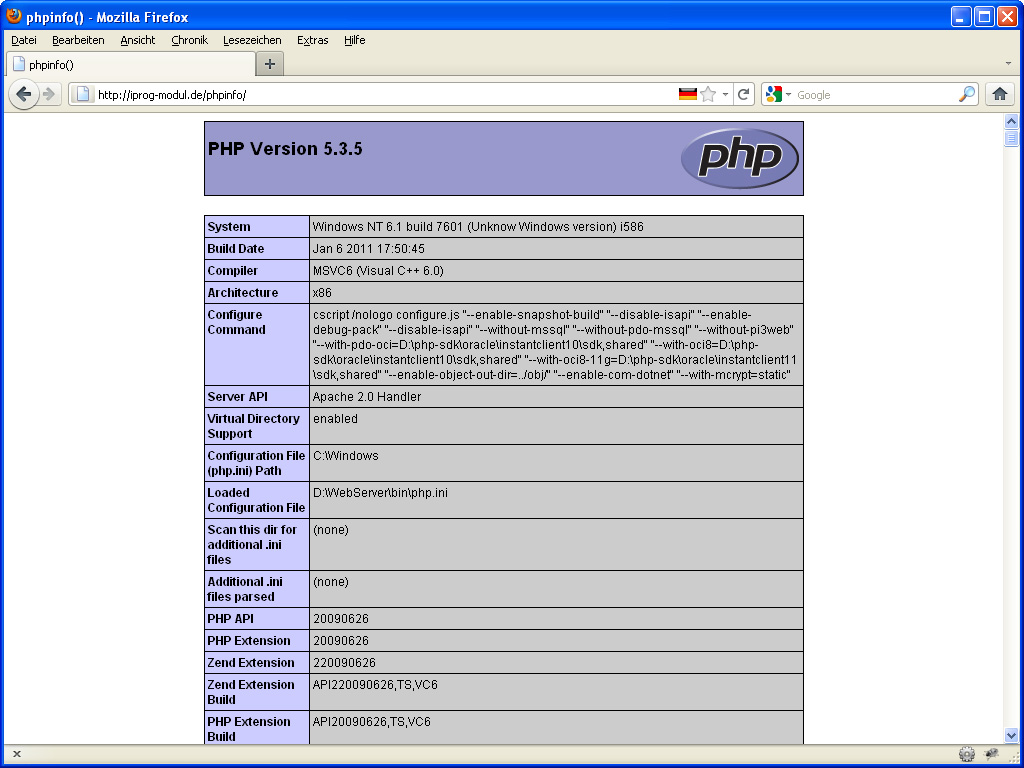 phpinfo() - Mozilla Firefox
Datei Bearbeiten Ansicht Chronik Lesezeichen Extras Hilfe
phpinfo()
http://iprog-modul.de/phpinfo/
Google
PHP Version 5.3.5
php
System Windows NT 6.1 build 7601 (Unknow Windows version) i586
Build Date Jan 6 2011 17:50:45
Compiler MSVC6 (Visual C++ 6.0)
Architecture x86
Configure
Command
cscript /nologo configure.js "--enable-snapshot-build" "--disable-isapi" "--enable-
debug-pack" "--disable-isapi" "--without-mssql" "--without-pdo-mssql" "--without-pi3web"
"--with-pdo-oci=D:\php-sdk\oracle\instantclient10\sdk,shared" "--with-oci8=D:\php-
sdk\oracle\instantclient10\sdk,shared" "--with-oci8-11g=D:\php-sdk\oracle\instantclient11
\sdk,shared" "--enable-object-out-dir=../obj/" "--enable-com-dotnet" "--with-mcrypt=static"
Server API Apache 2.0 Handler
Virtual Directory
Support
enabled
Configuration File
(php.ini) Path
C:\Windows
Loaded
Configuration File
D:\WebServer\bin\php.ini
Scan this dir for
additional .ini
files
(none)
Additional .ini
files parsed
(none)
PHP API 20090626
PHP Extension 20090626
Zend Extension 220090626
Zend Extension
Build
API220090626,TS,VC6
PHP Extension
Build
API20090626,TS,VC6